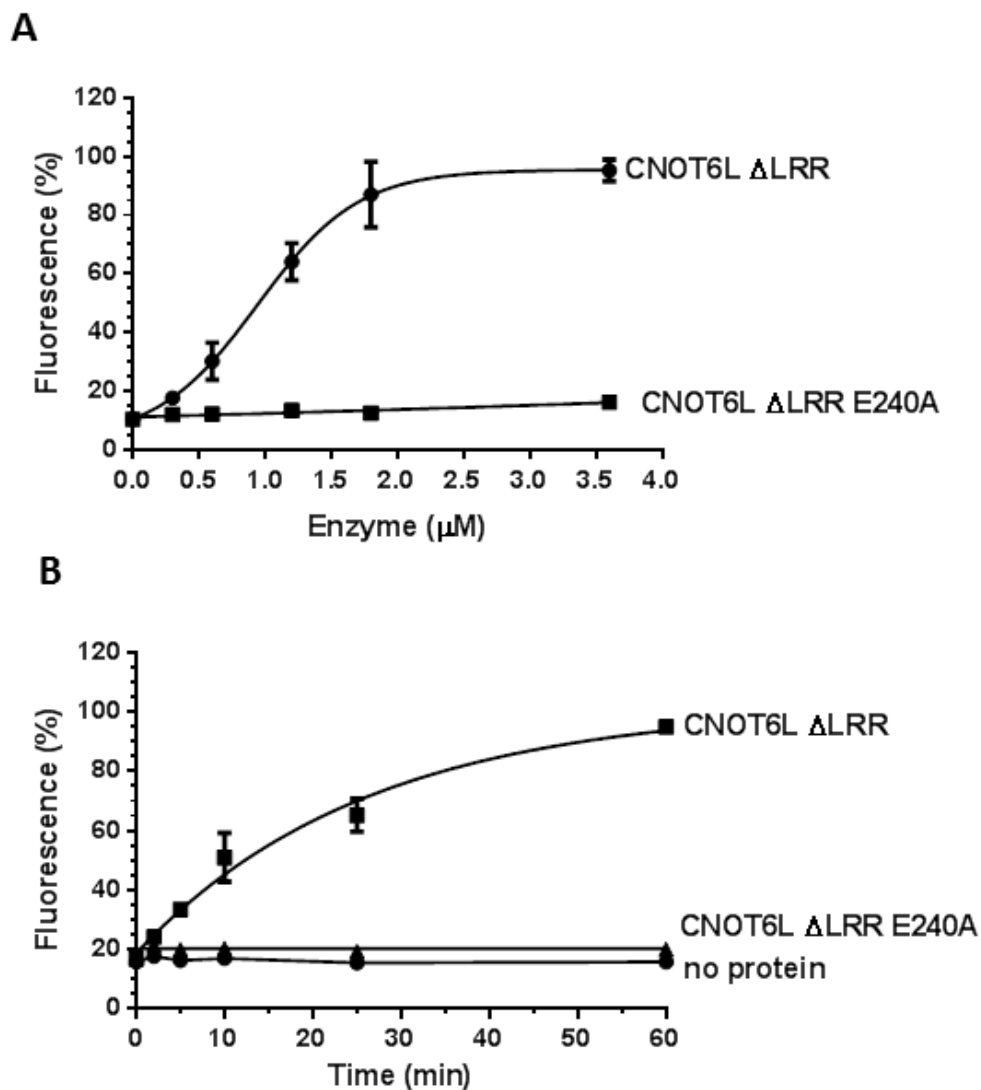 A
120
100
80
60
40
20
0
Fluorescence (%)
CNOT6L ΔLRR
CNOT6L ΔLRR E240A
0.0 0.5 1.0 1.5 2.0 2.5 3.0 3.5 4.0
Enzyme (μM)
B
120
100
80
60
40
20
0
Fluorescence (%)
CNOT6L ΔLRR
CNOT6L ΔLRR E240A
no protein
0 10 20 30 40 50 60
Time (min)